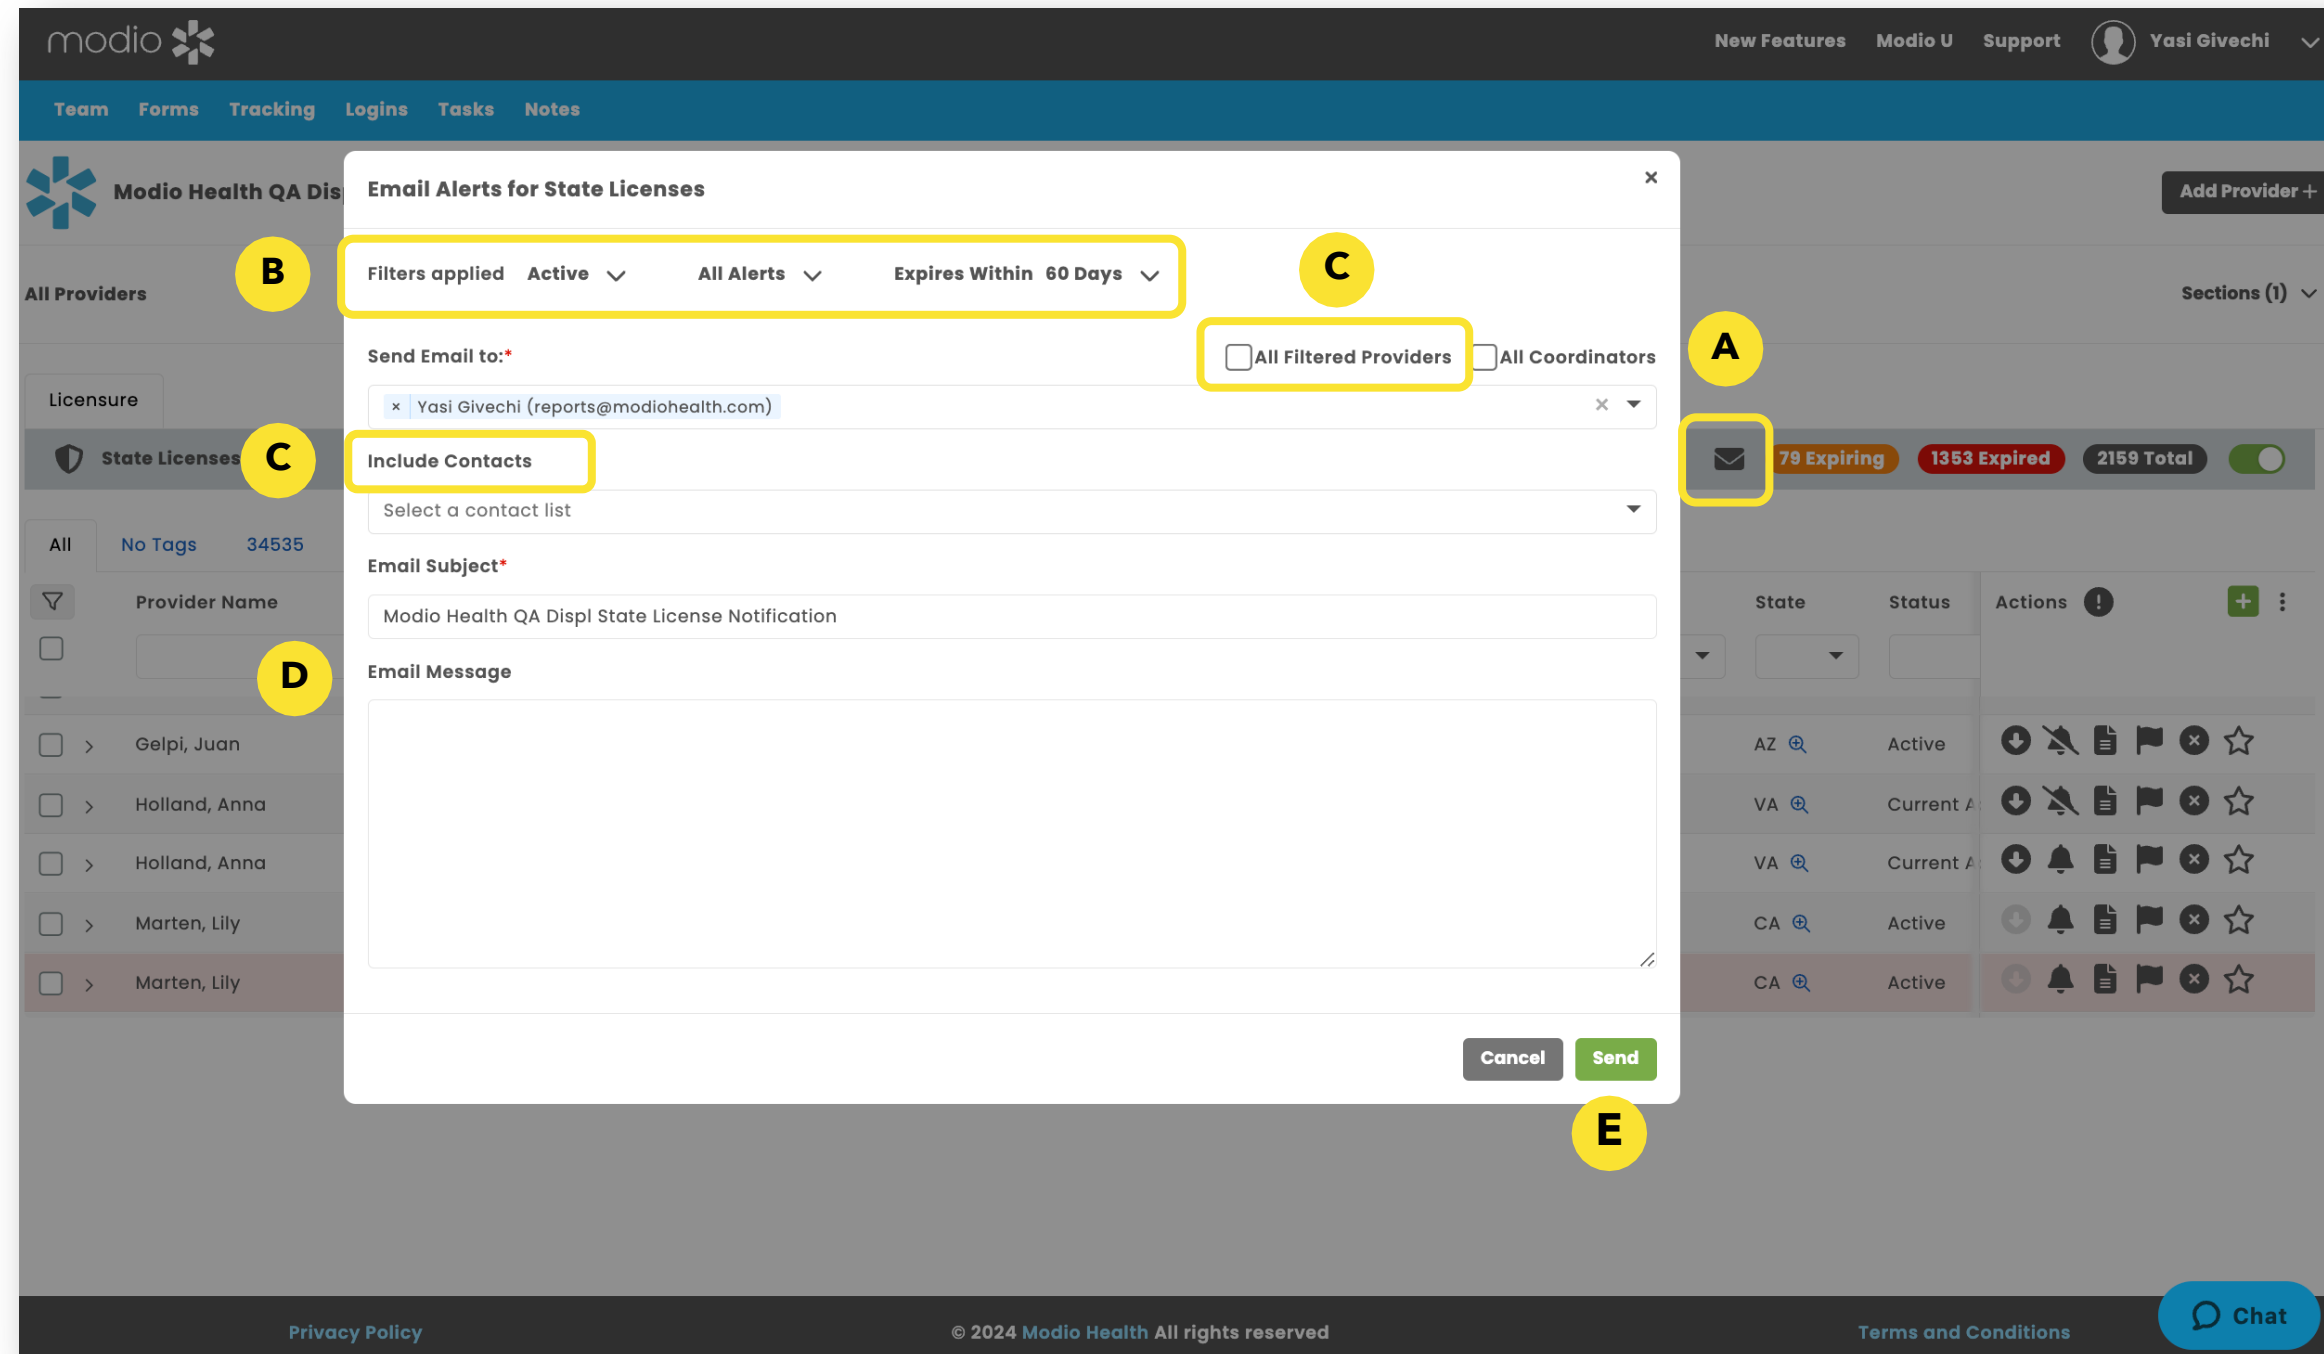 modio
New Features Modio U Support Yasi Givechi
Team Forms Tracking Logins Tasks Notes
Modio Health QA Dis
Add Provider +
Email Alerts for State Licenses ×
B
C
Filters applied Active All Alerts Expires Within 60 Days
All Providers
Sections (1)
A
Send Email to:* All Filtered Providers All Coordinators
Licensure
× Yasi Givechi (reports@modiohealth.com) ×
State Licenses
C
Include Contacts
79 Expiring 1353 Expired 2159 Total
Select a contact list
All No Tags 34535
Email Subject*
Provider Name
State Status Actions
Modio Health QA Displ State License Notification
D
Email Message
Gelpi, Juan AZ Active
Holland, Anna VA Current A
Holland, Anna VA Current A
Marten, Lily CA Active
Marten, Lily CA Active
Cancel Send
E
Chat
Privacy Policy © 2024 Modio Health All rights reserved Terms and Conditions